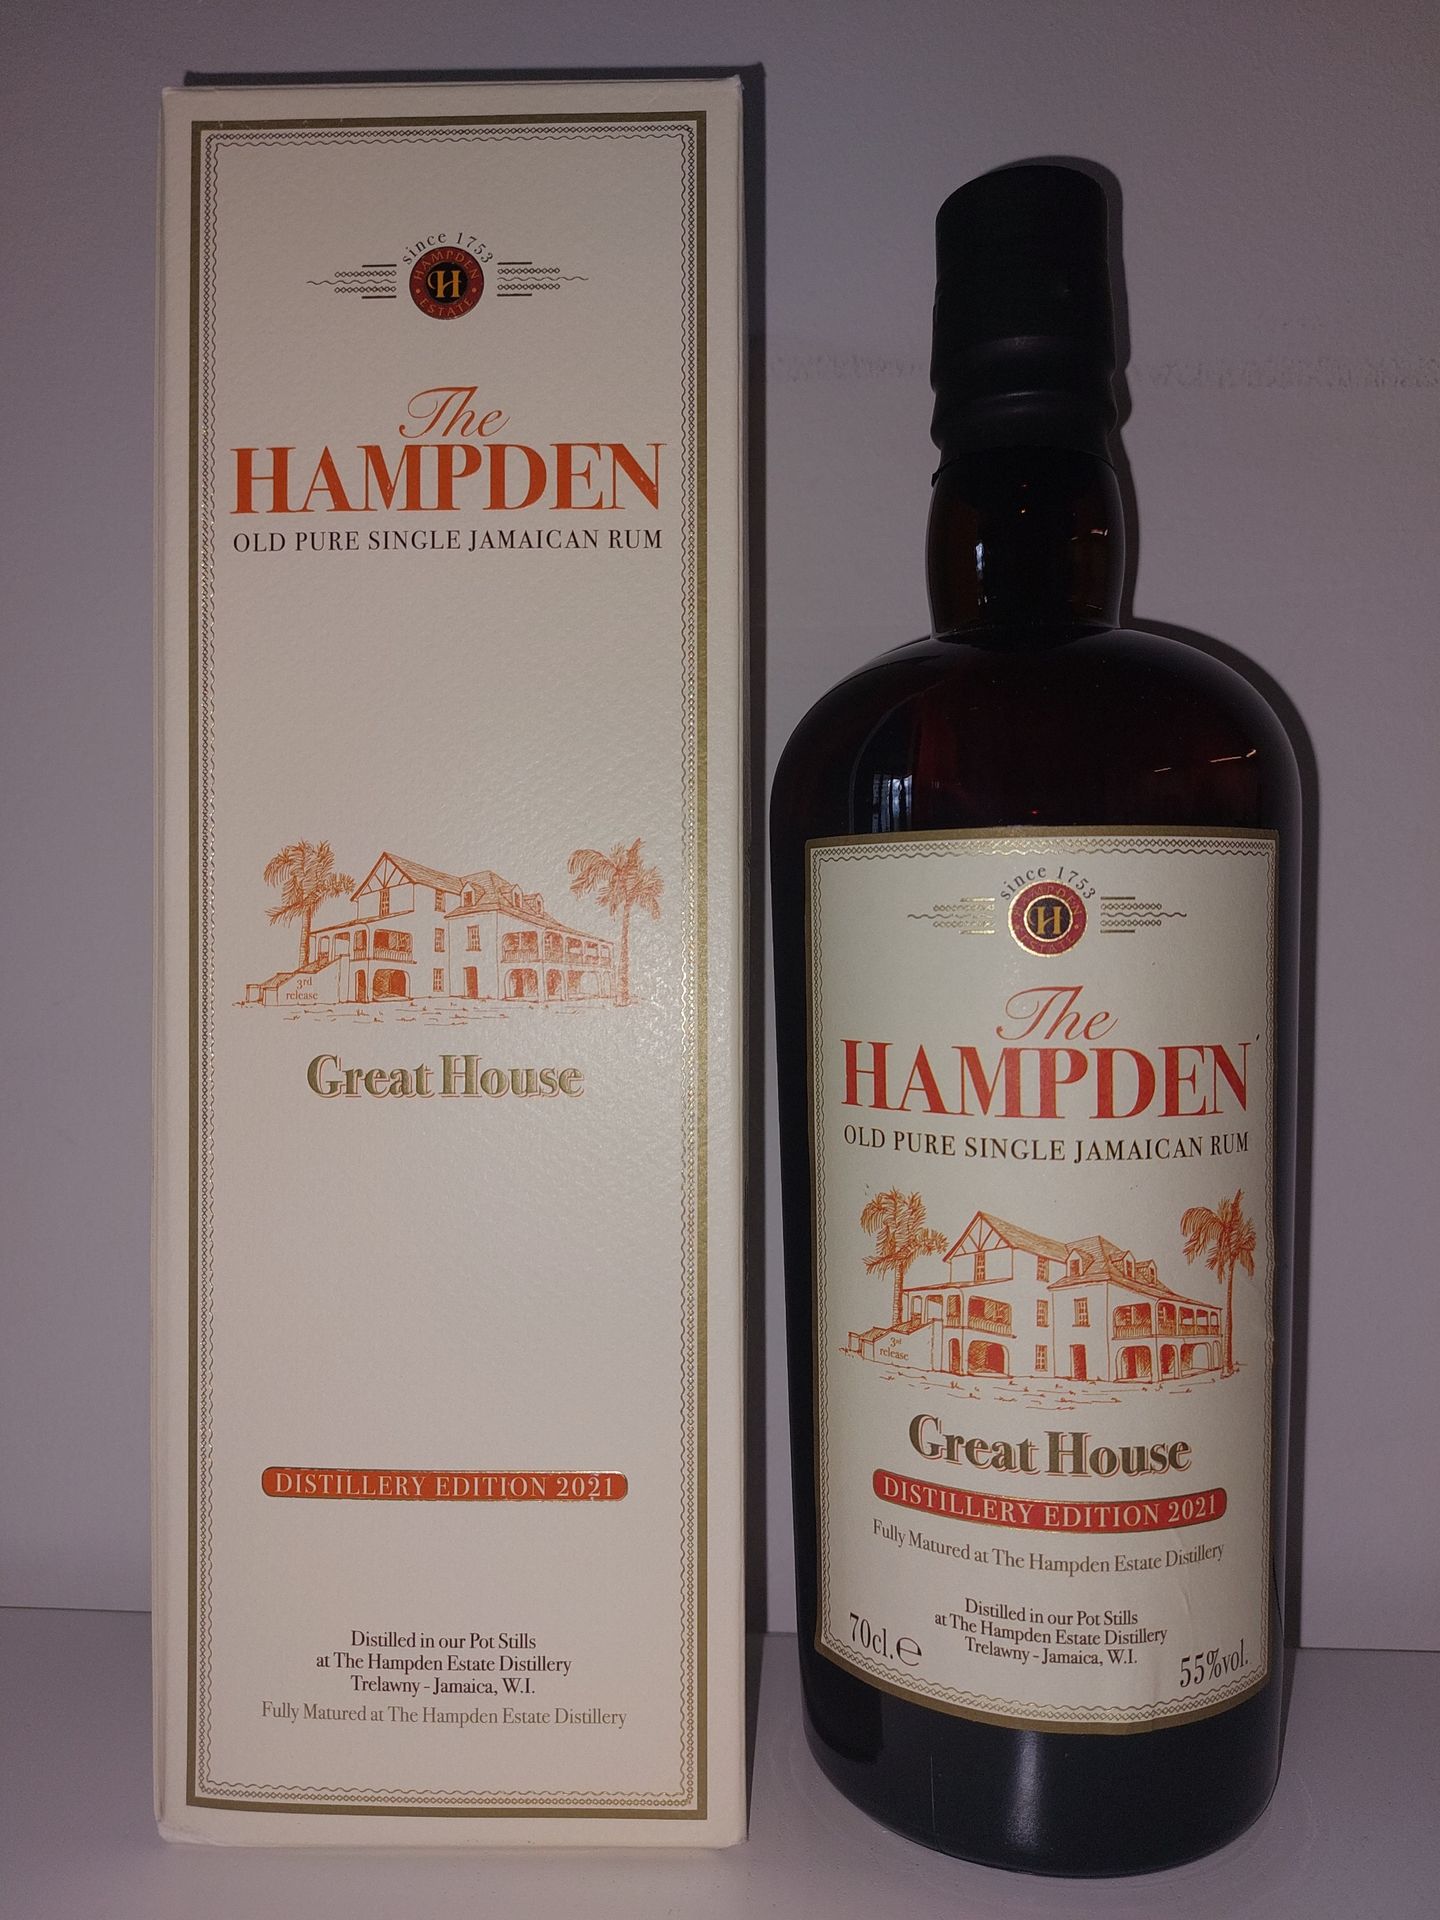 since 1753
HAMPDEN
H
ESTATE
The
HAMPDEN
OLD PURE SINGLE JAMAICAN RUM
3rd
release
Great House
DISTILLERY EDITION 2021
Distilled in our Pot Stills
at The Hampden Estate Distillery
Trelawny - Jamaica, W.I.
Fully Matured at The Hampden Estate Distillery
since 1753
HAMPDEN
H
ESTATE
The
HAMPDEN
OLD PURE SINGLE JAMAICAN RUM
3rd
release
Great House
DISTILLERY EDITION 2021
Fully Matured at The Hampden Estate Distillery
Distilled in our Pot Stills
at The Hampden Estate Distillery
Trelawny - Jamaica, W.I.
70cl. ℮
55%vol.